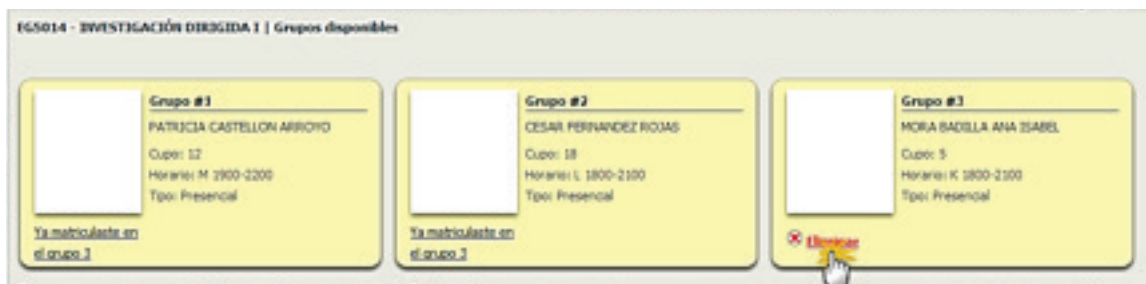 EG5014 - INVESTIGACIÓN DIRIGIDA I | Grupos disponibles
Grupo #1
PATRICIA CASTELLON ARROYO
Cupo: 12
Horario: M 1900-2200
Tipo: Presencial
Ya matriculaste en
el grupo 3
Grupo #2
CESAR FERNANDEZ ROJAS
Cupo: 18
Horario: L 1800-2100
Tipo: Presencial
Ya matriculaste en
el grupo 3
Grupo #3
MORA BADILLA ANA ISABEL
Cupo: 5
Horario: K 1800-2100
Tipo: Presencial
Eliminar